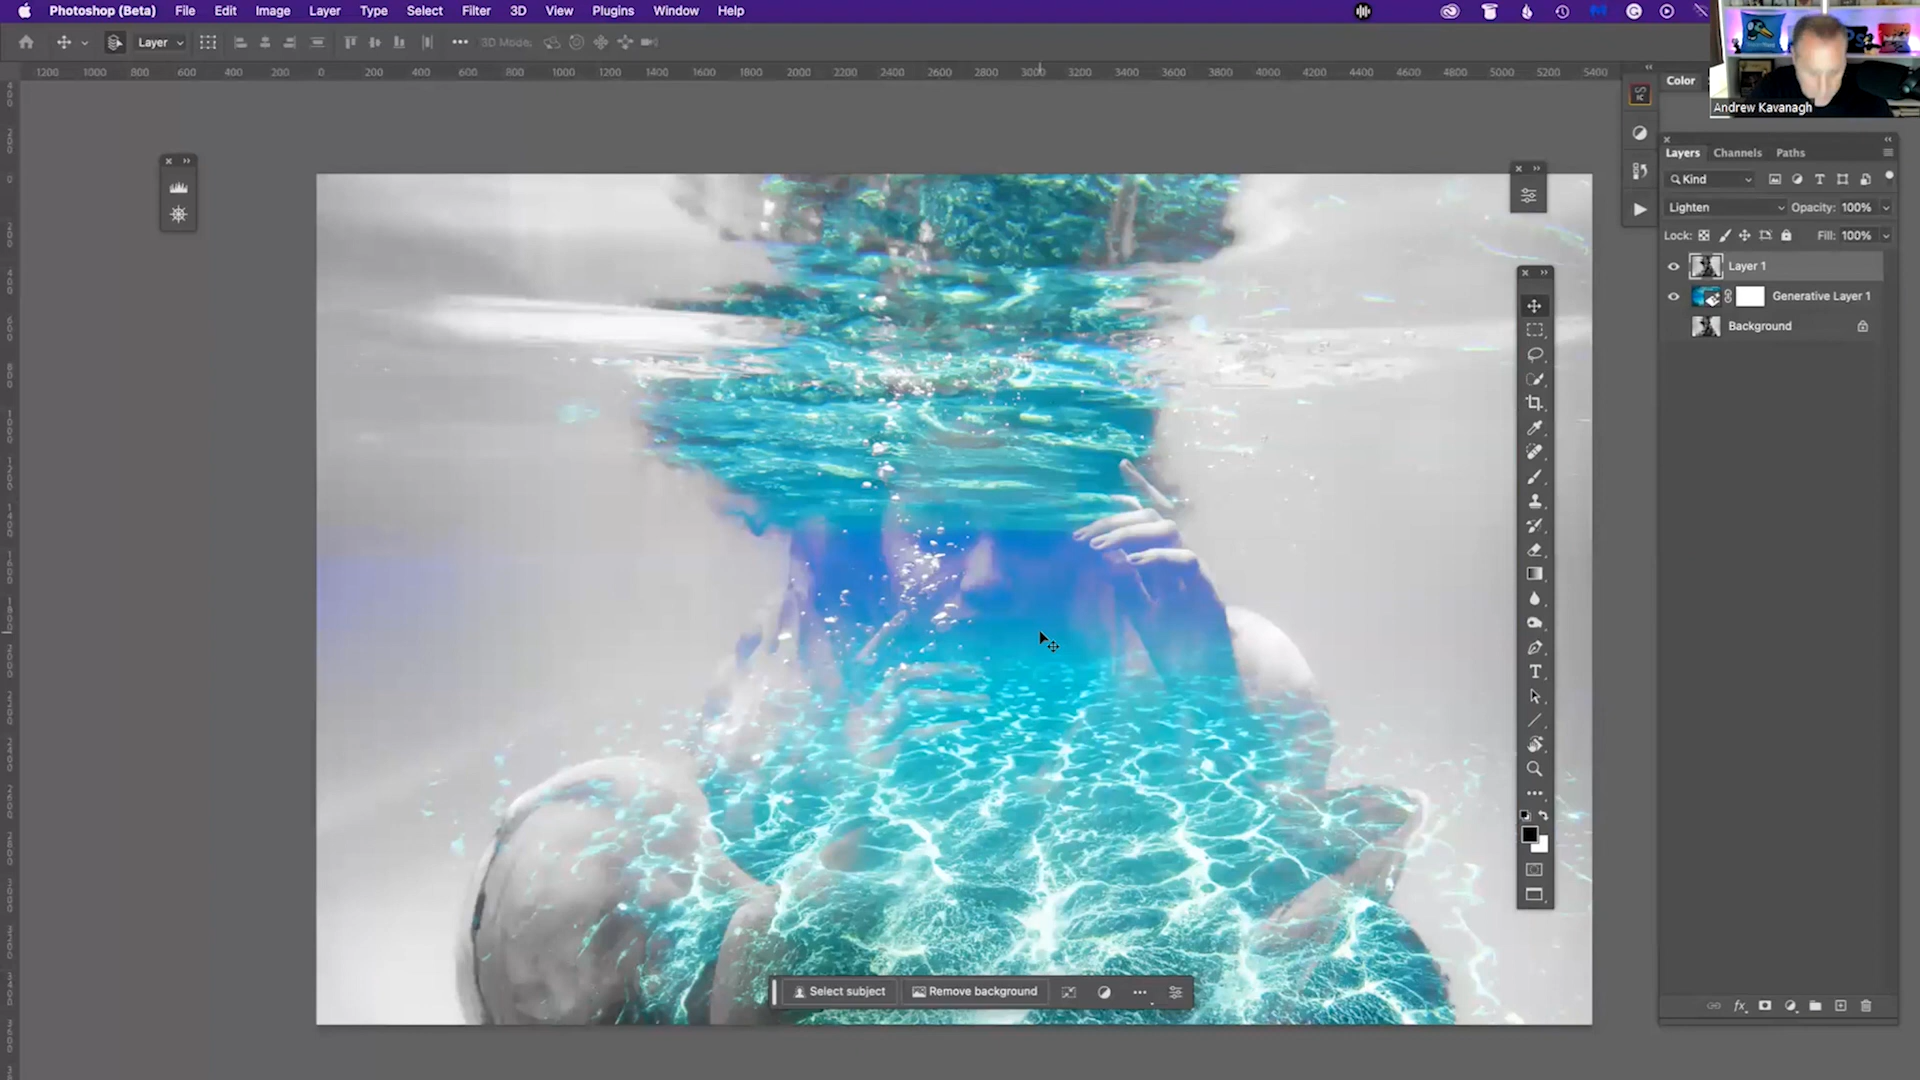 Photoshop (Beta) File Edit Image Layer Type Select Filter 3D View Plugins Window Help
Layer 3D Mode:
1200 1000 800 600 400 200 0 200 400 600 800 1000 1200 1400 1600 1800 2000 2200 2400 2600 2800 3000 3200 3400 3600 3800 4000 4200 4400 4600 4800 5000 5200 5400
Color
Ps
Andrew Kavanagh
Layers Channels Paths
Kind
Lighten Opacity: 100%
Lock: Fill: 100%
Layer 1
Generative Layer 1
Background
Select subject Remove background